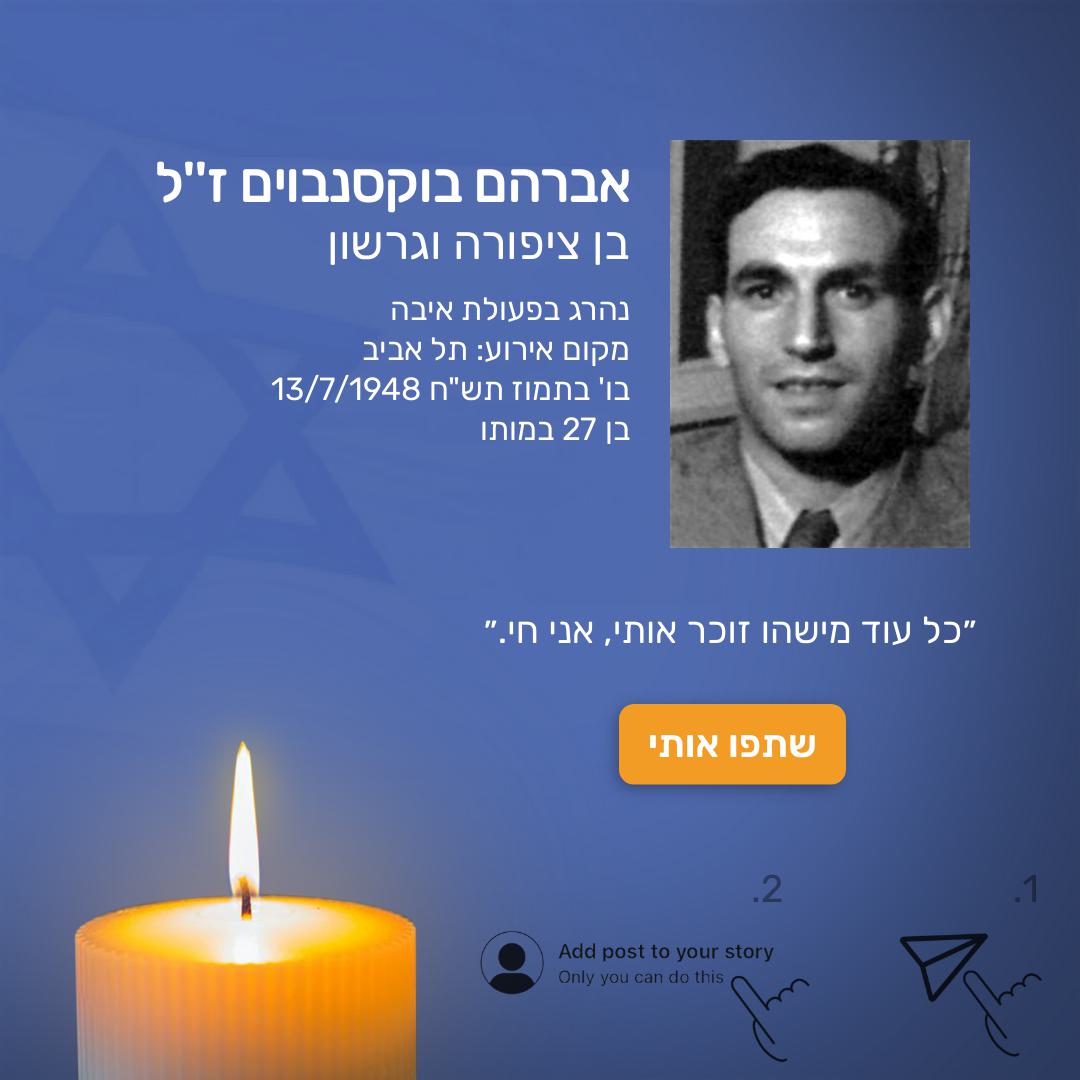 אברהם בוקסנבוים ז"ל
בן ציפורה וגרשון
נהרג בפעולת איבה
מקום אירוע: תל אביב
בו' בתמוז תש"ח 13/7/1948
בן 27 במותו
״כל עוד מישהו זוכר אותי, אני חי.״
שתפו אותי
1.
2.
Add post to your story
Only you can do this